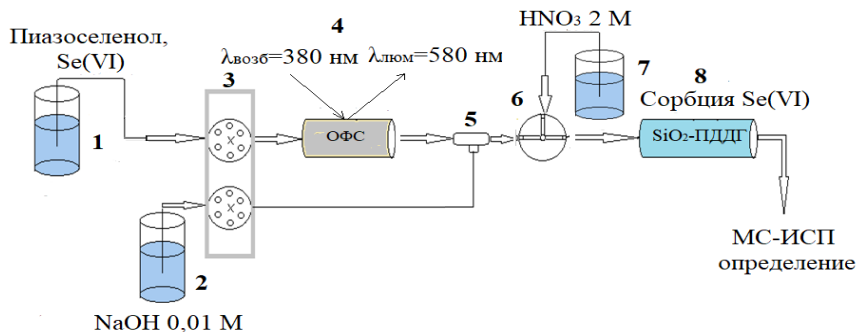 Пиазоселенол,
Se(VI)
1
2
NaOH 0,01 М
3
4
λвозб=380 нм
λлюм=580 нм
ОФС
5
6
HNO3 2 М
7
8
Сорбция Se(VI)
SiO2-ПДДГ
МС-ИСП
определение